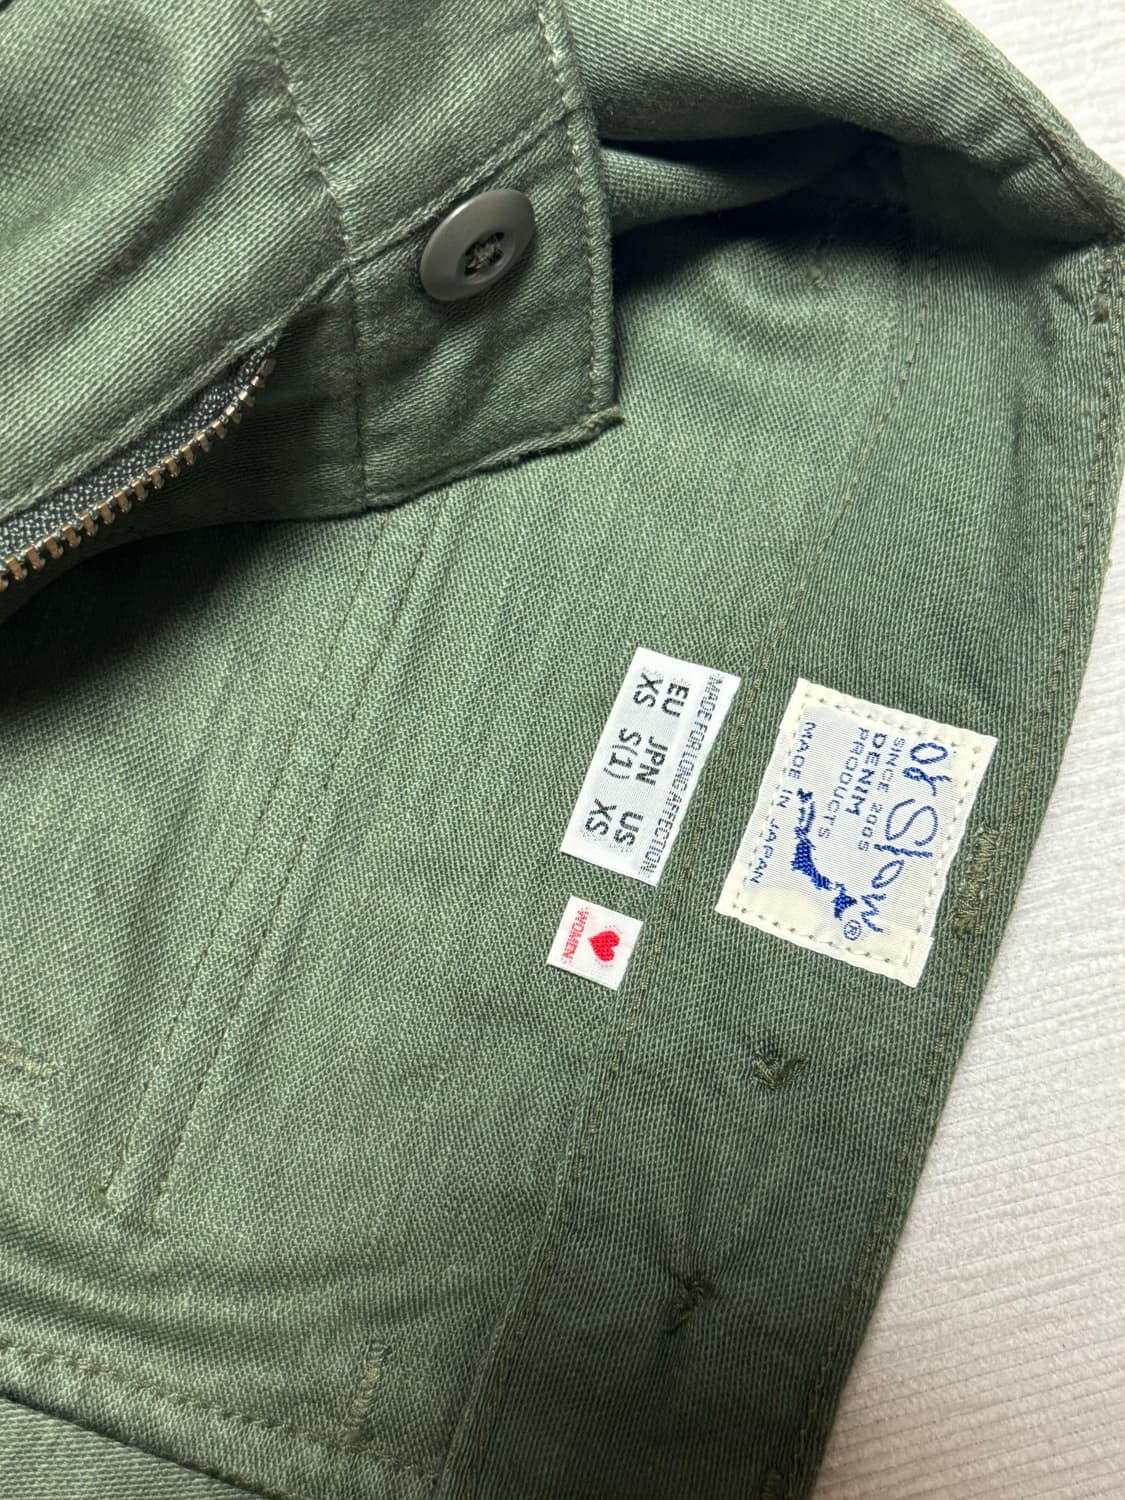 orSlow®
SINCE 2005
DENIM
PRODUCTS
MADE IN JAPAN
MADE FOR LONG AFFECTION
EU JPN US
XS S(1) XS
WOMEN